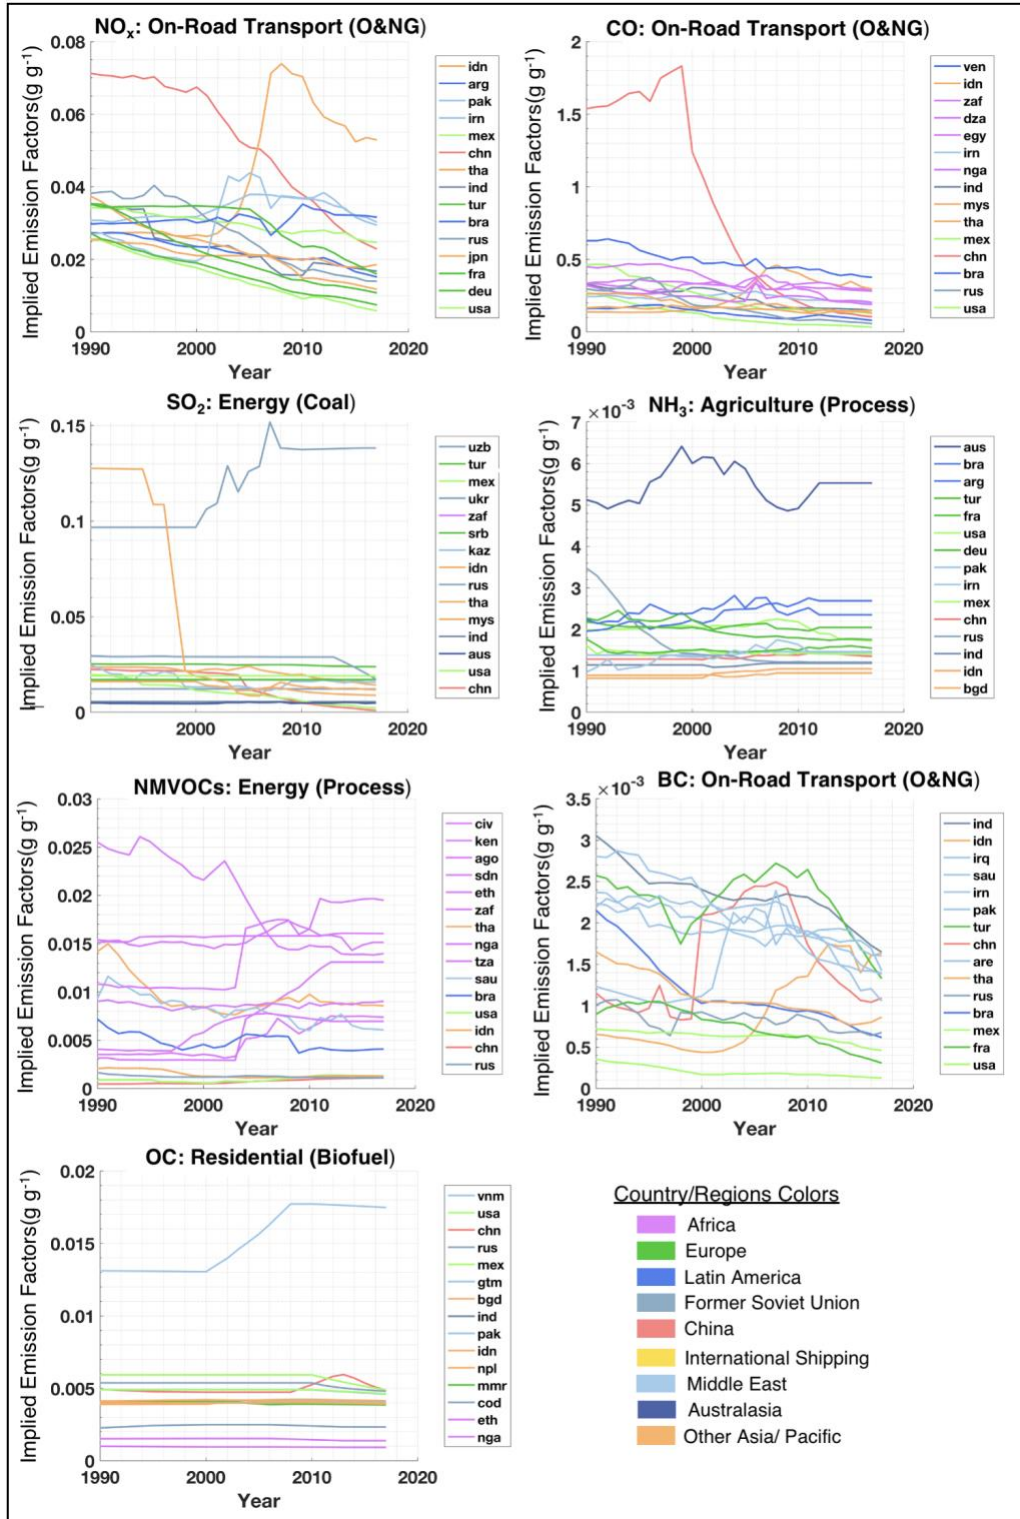 NOx: On-Road Transport (O&NG)
Implied Emission Factors(g g-1)
0.08
0.06
0.04
0.02
0
1990
2000
2010
2020
Year
idn
arg
pak
irn
mex
chn
tha
ind
tur
bra
rus
jpn
fra
deu
usa
CO: On-Road Transport (O&NG)
Implied Emission Factors(g g-1)
2
1.5
1
0.5
0
1990
2000
2010
2020
Year
ven
idn
zaf
dza
egy
irn
nga
ind
mys
tha
mex
chn
bra
rus
usa
SO2: Energy (Coal)
Implied Emission Factors(g g-1)
0.15
0.1
0.05
0
2000
2010
2020
Year
uzb
tur
mex
ukr
zaf
srb
kaz
idn
rus
tha
mys
ind
aus
usa
chn
NH3: Agriculture (Process)
×10-3
Implied Emission Factors(g g-1)
7
6
5
4
3
2
1
0
1990
2000
2010
2020
Year
aus
bra
arg
tur
fra
usa
deu
pak
irn
mex
chn
rus
ind
idn
bgd
NMVOCs: Energy (Process)
Implied Emission Factors(g g-1)
0.03
0.025
0.02
0.015
0.01
0.005
0
1990
2000
2010
2020
Year
civ
ken
ago
sdn
eth
zaf
tha
nga
tza
sau
bra
usa
idn
chn
rus
BC: On-Road Transport (O&NG)
×10-3
Implied Emission Factors(g g-1)
3.5
3
2.5
2
1.5
1
0.5
0
1990
2000
2010
2020
Year
ind
idn
irq
sau
irn
pak
tur
chn
are
tha
rus
bra
mex
fra
usa
OC: Residential (Biofuel)
Implied Emission Factors(g g-1)
0.02
0.015
0.01
0.005
0
1990
2000
2010
2020
Year
vnm
usa
chn
rus
mex
gtm
bgd
ind
pak
idn
npl
mmr
cod
eth
nga
Country/Regions Colors
Africa
Europe
Latin America
Former Soviet Union
China
International Shipping
Middle East
Australasia
Other Asia/ Pacific